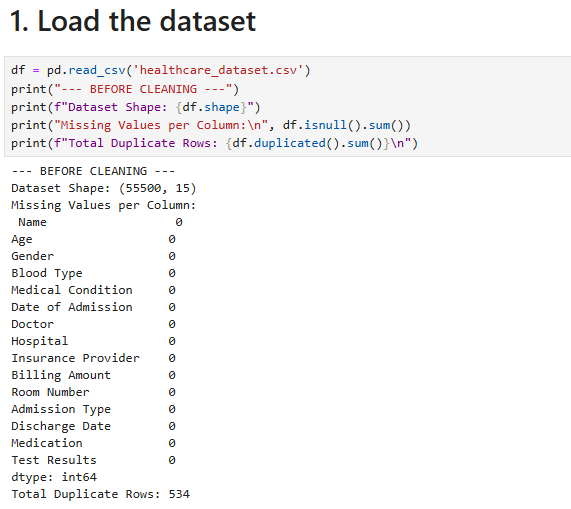 1. Load the dataset
df = pd.read_csv('healthcare_dataset.csv')
print("--- BEFORE CLEANING ---")
print(f"Dataset Shape: {df.shape}")
print("Missing Values per Column:\n", df.isnull().sum())
print(f"Total Duplicate Rows: {df.duplicated().sum()}\n")
--- BEFORE CLEANING ---
Dataset Shape: (55500, 15)
Missing Values per Column:
 Name                  0
Age                   0
Gender                0
Blood Type            0
Medical Condition     0
Date of Admission     0
Doctor                0
Hospital              0
Insurance Provider    0
Billing Amount        0
Room Number           0
Admission Type        0
Discharge Date        0
Medication            0
Test Results          0
dtype: int64
Total Duplicate Rows: 534